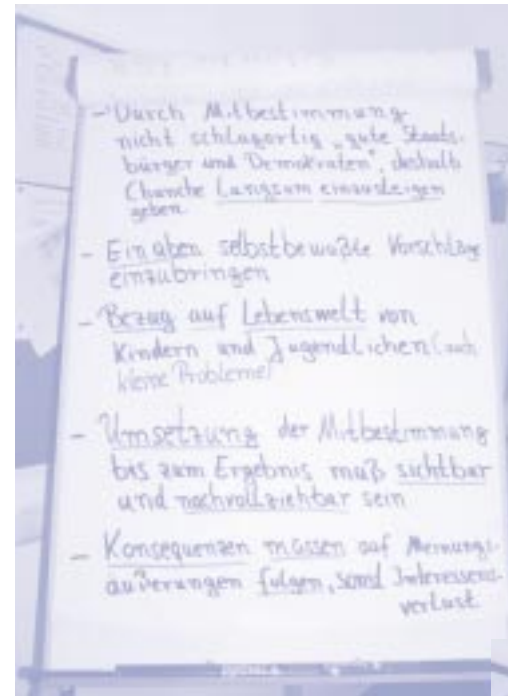 - Durch Mitbestimmung
nicht schlagartig „gute Staats-
bürger und Demokraten", deshalb
Chanche Langsam einzusteigen
geben
- Einüben selbstbewußte Vorschläge
einzubringen
- Bezug auf Lebenswelt von
Kindern und Jugendlichen (auch
kleine Probleme)
- Umsetzung der Mitbestimmung
bis zum Ergebnis muß sichtbar
und nachvollziehbar sein
- Konsequenzen müssen auf Meinungs-
äußerungen folgen, sonst Interessens-
verlust